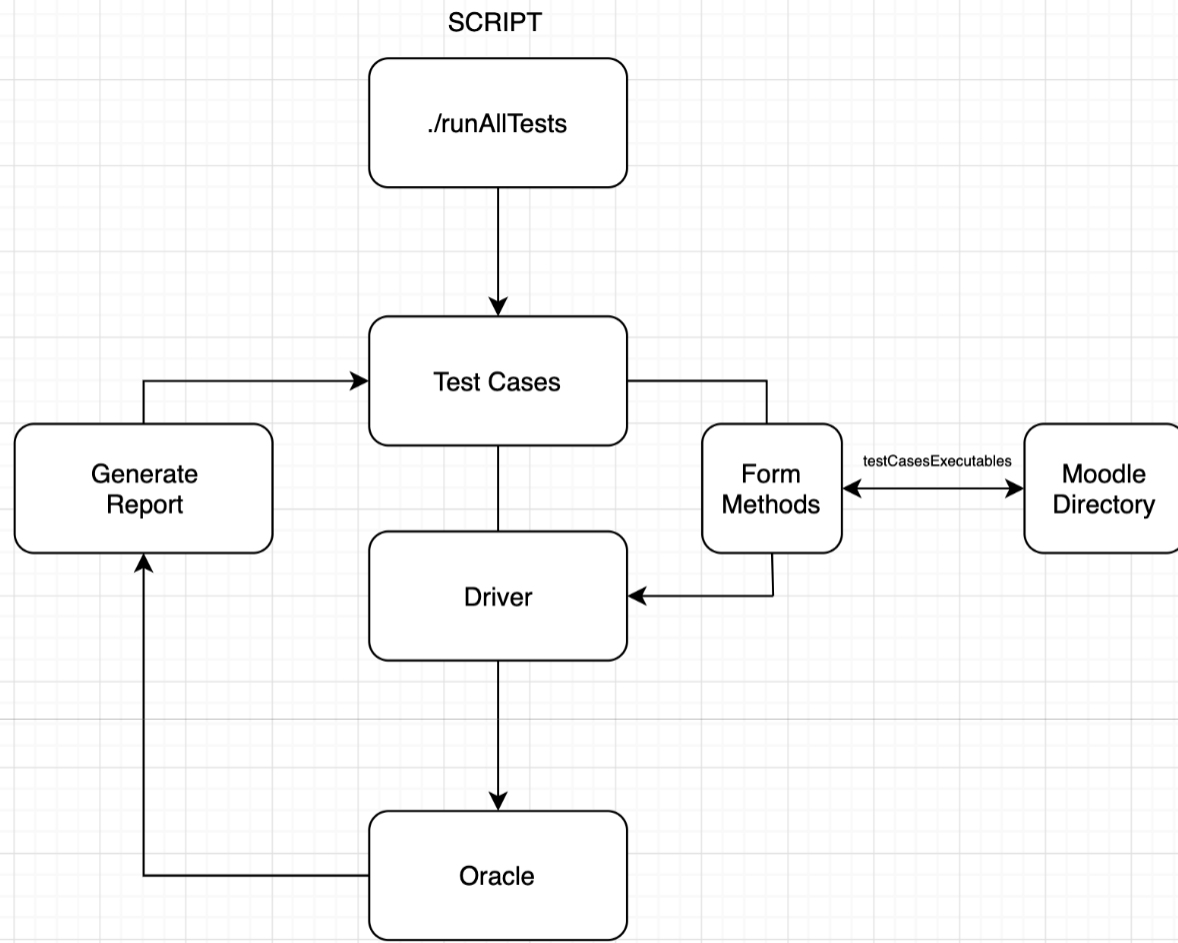 SCRIPT
./runAllTests
Test Cases
Generate
Report
Form
Methods
testCasesExecutables
Moodle
Directory
Driver
Oracle